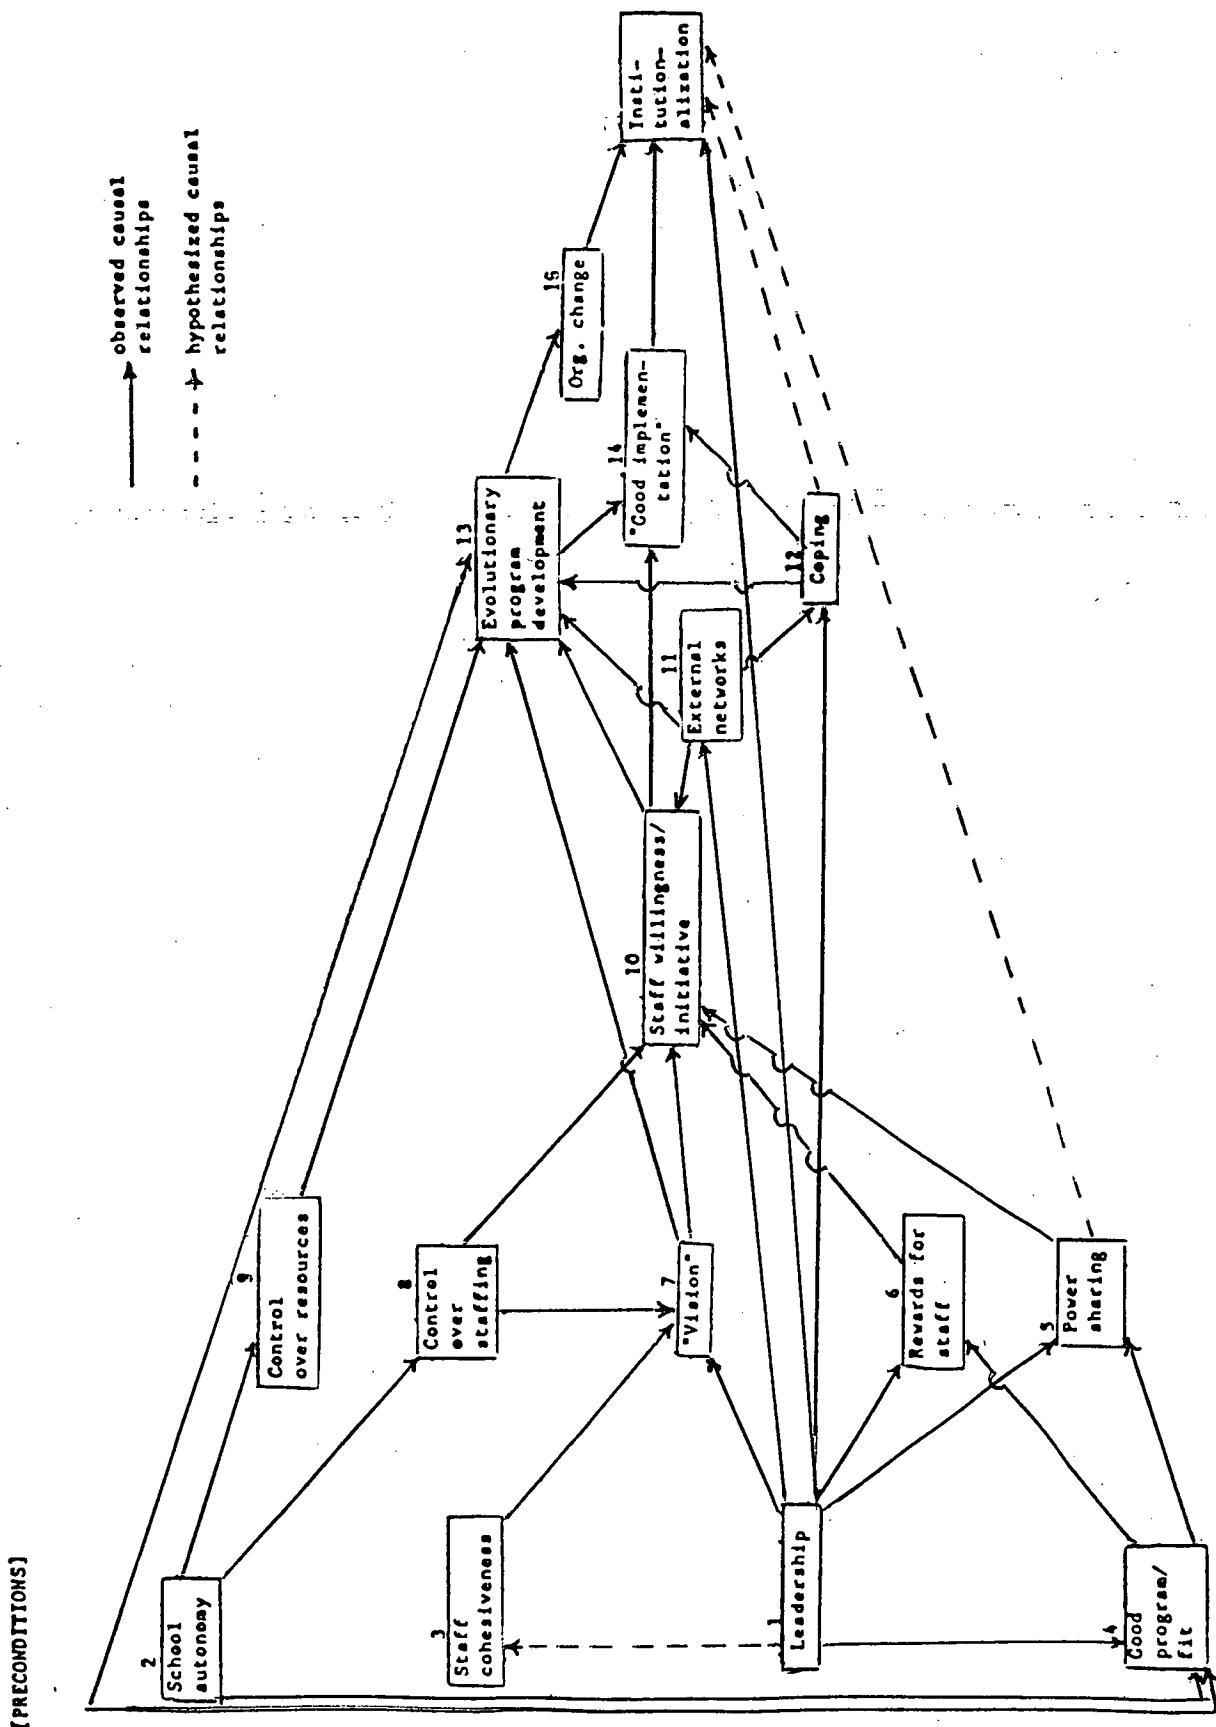 [PRECONDITIONS]
observed causal
relationships
hypothesized causal
relationships
2
School
autonomy
3
Staff
cohesiveness
1
Leadership
4
Good
program/
fit
9
Control
over resources
8
Control
over
staffing
7
"Vision"
6
Rewards for
staff
5
Power
sharing
10
Staff willingness/
initiative
11
External
networks
12
Coping
13
Evolutionary
program
development
14
"Good implemen-
tation"
15
Org. change
Insti-
tution-
alization